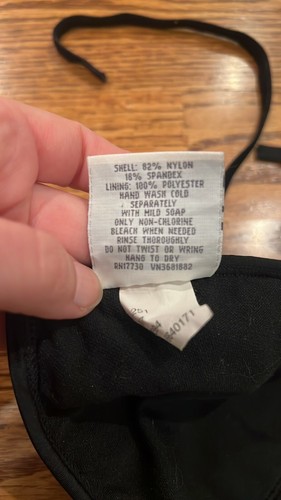 SHELL: 82% NYLON
18% SPANDEX
LINING: 100% POLYESTER
HAND WASH COLD
SEPARATELY
WITH MILD SOAP
ONLY NON-CHLORINE
BLEACH WHEN NEEDED
RINSE THOROUGHLY
DO NOT TWIST OR WRING
HANG TO DRY
RN17730 VN3681882
40171